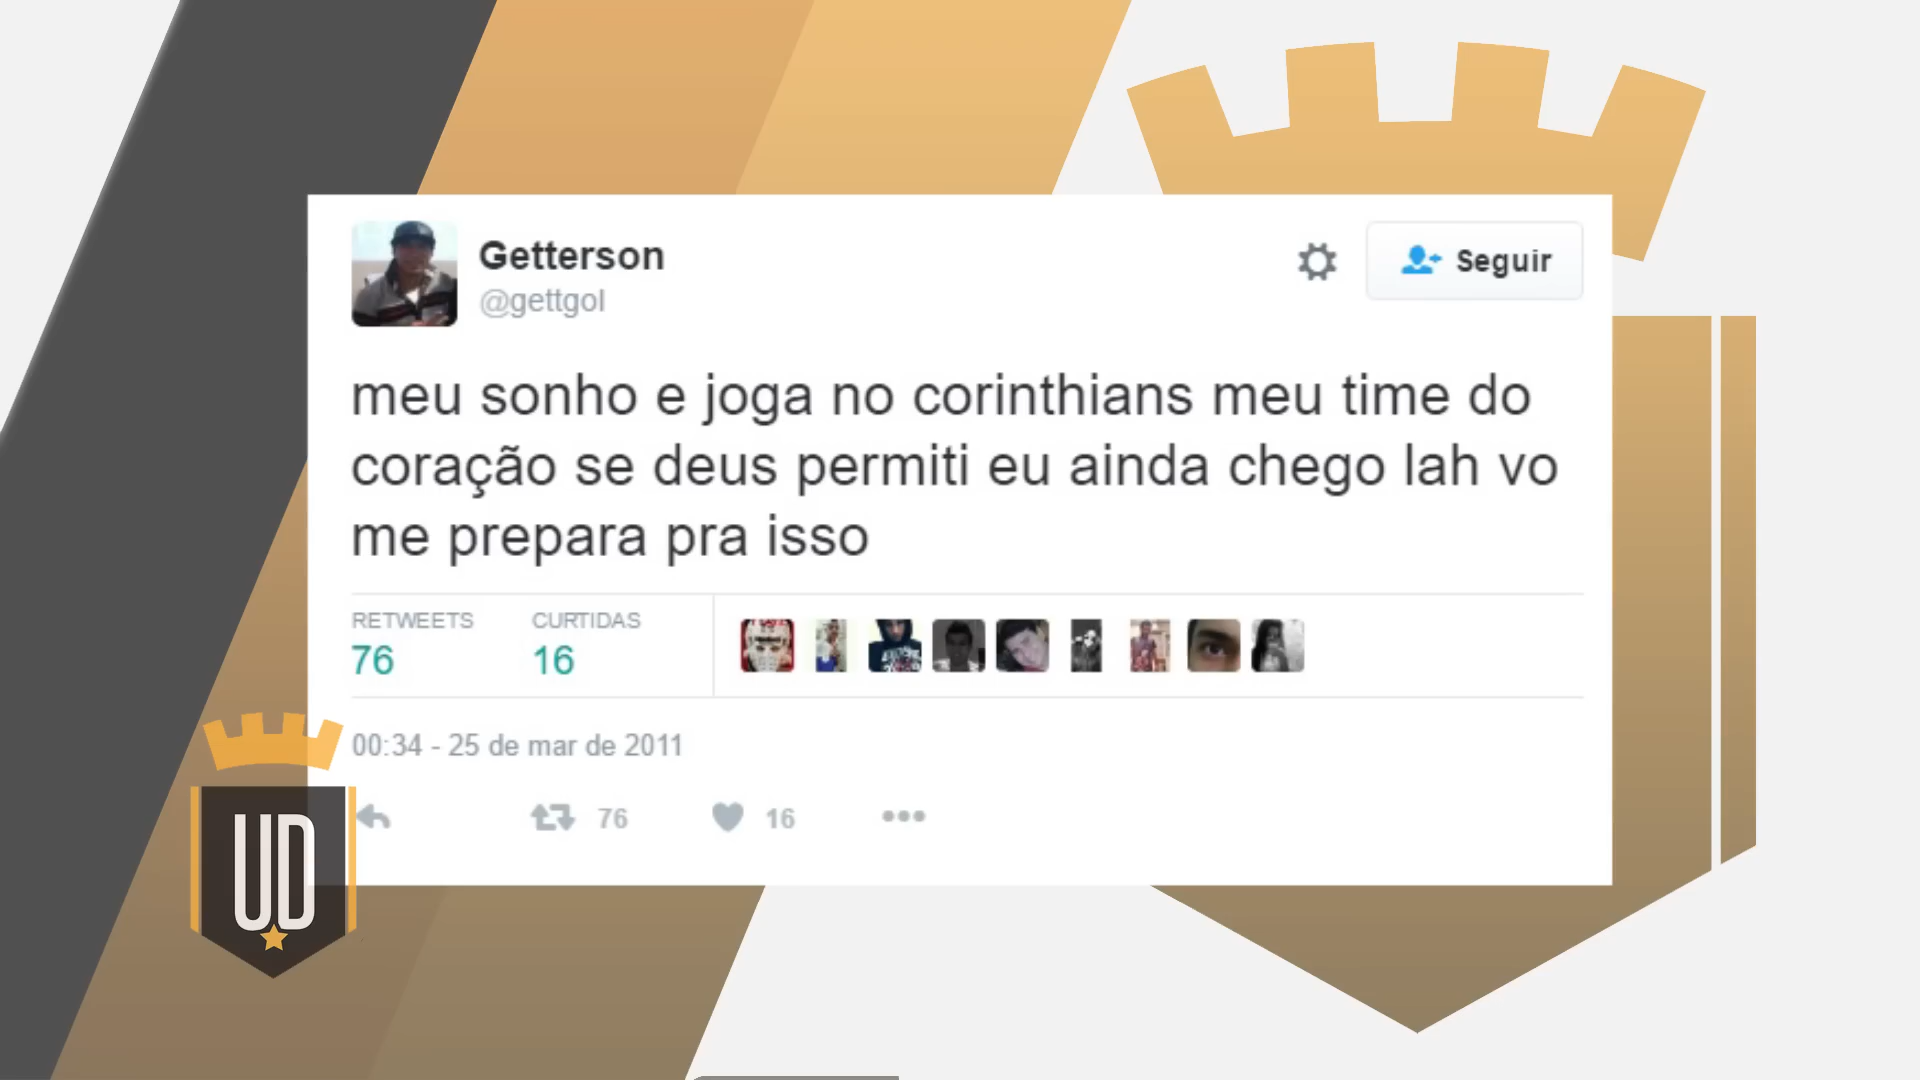 Getterson
@gettgol
Seguir
meu sonho e joga no corinthians meu time do
coração se deus permiti eu ainda chego lah vo
me prepara pra isso
RETWEETS CURTIDAS
76 16
00:34 - 25 de mar de 2011
76 16
UD